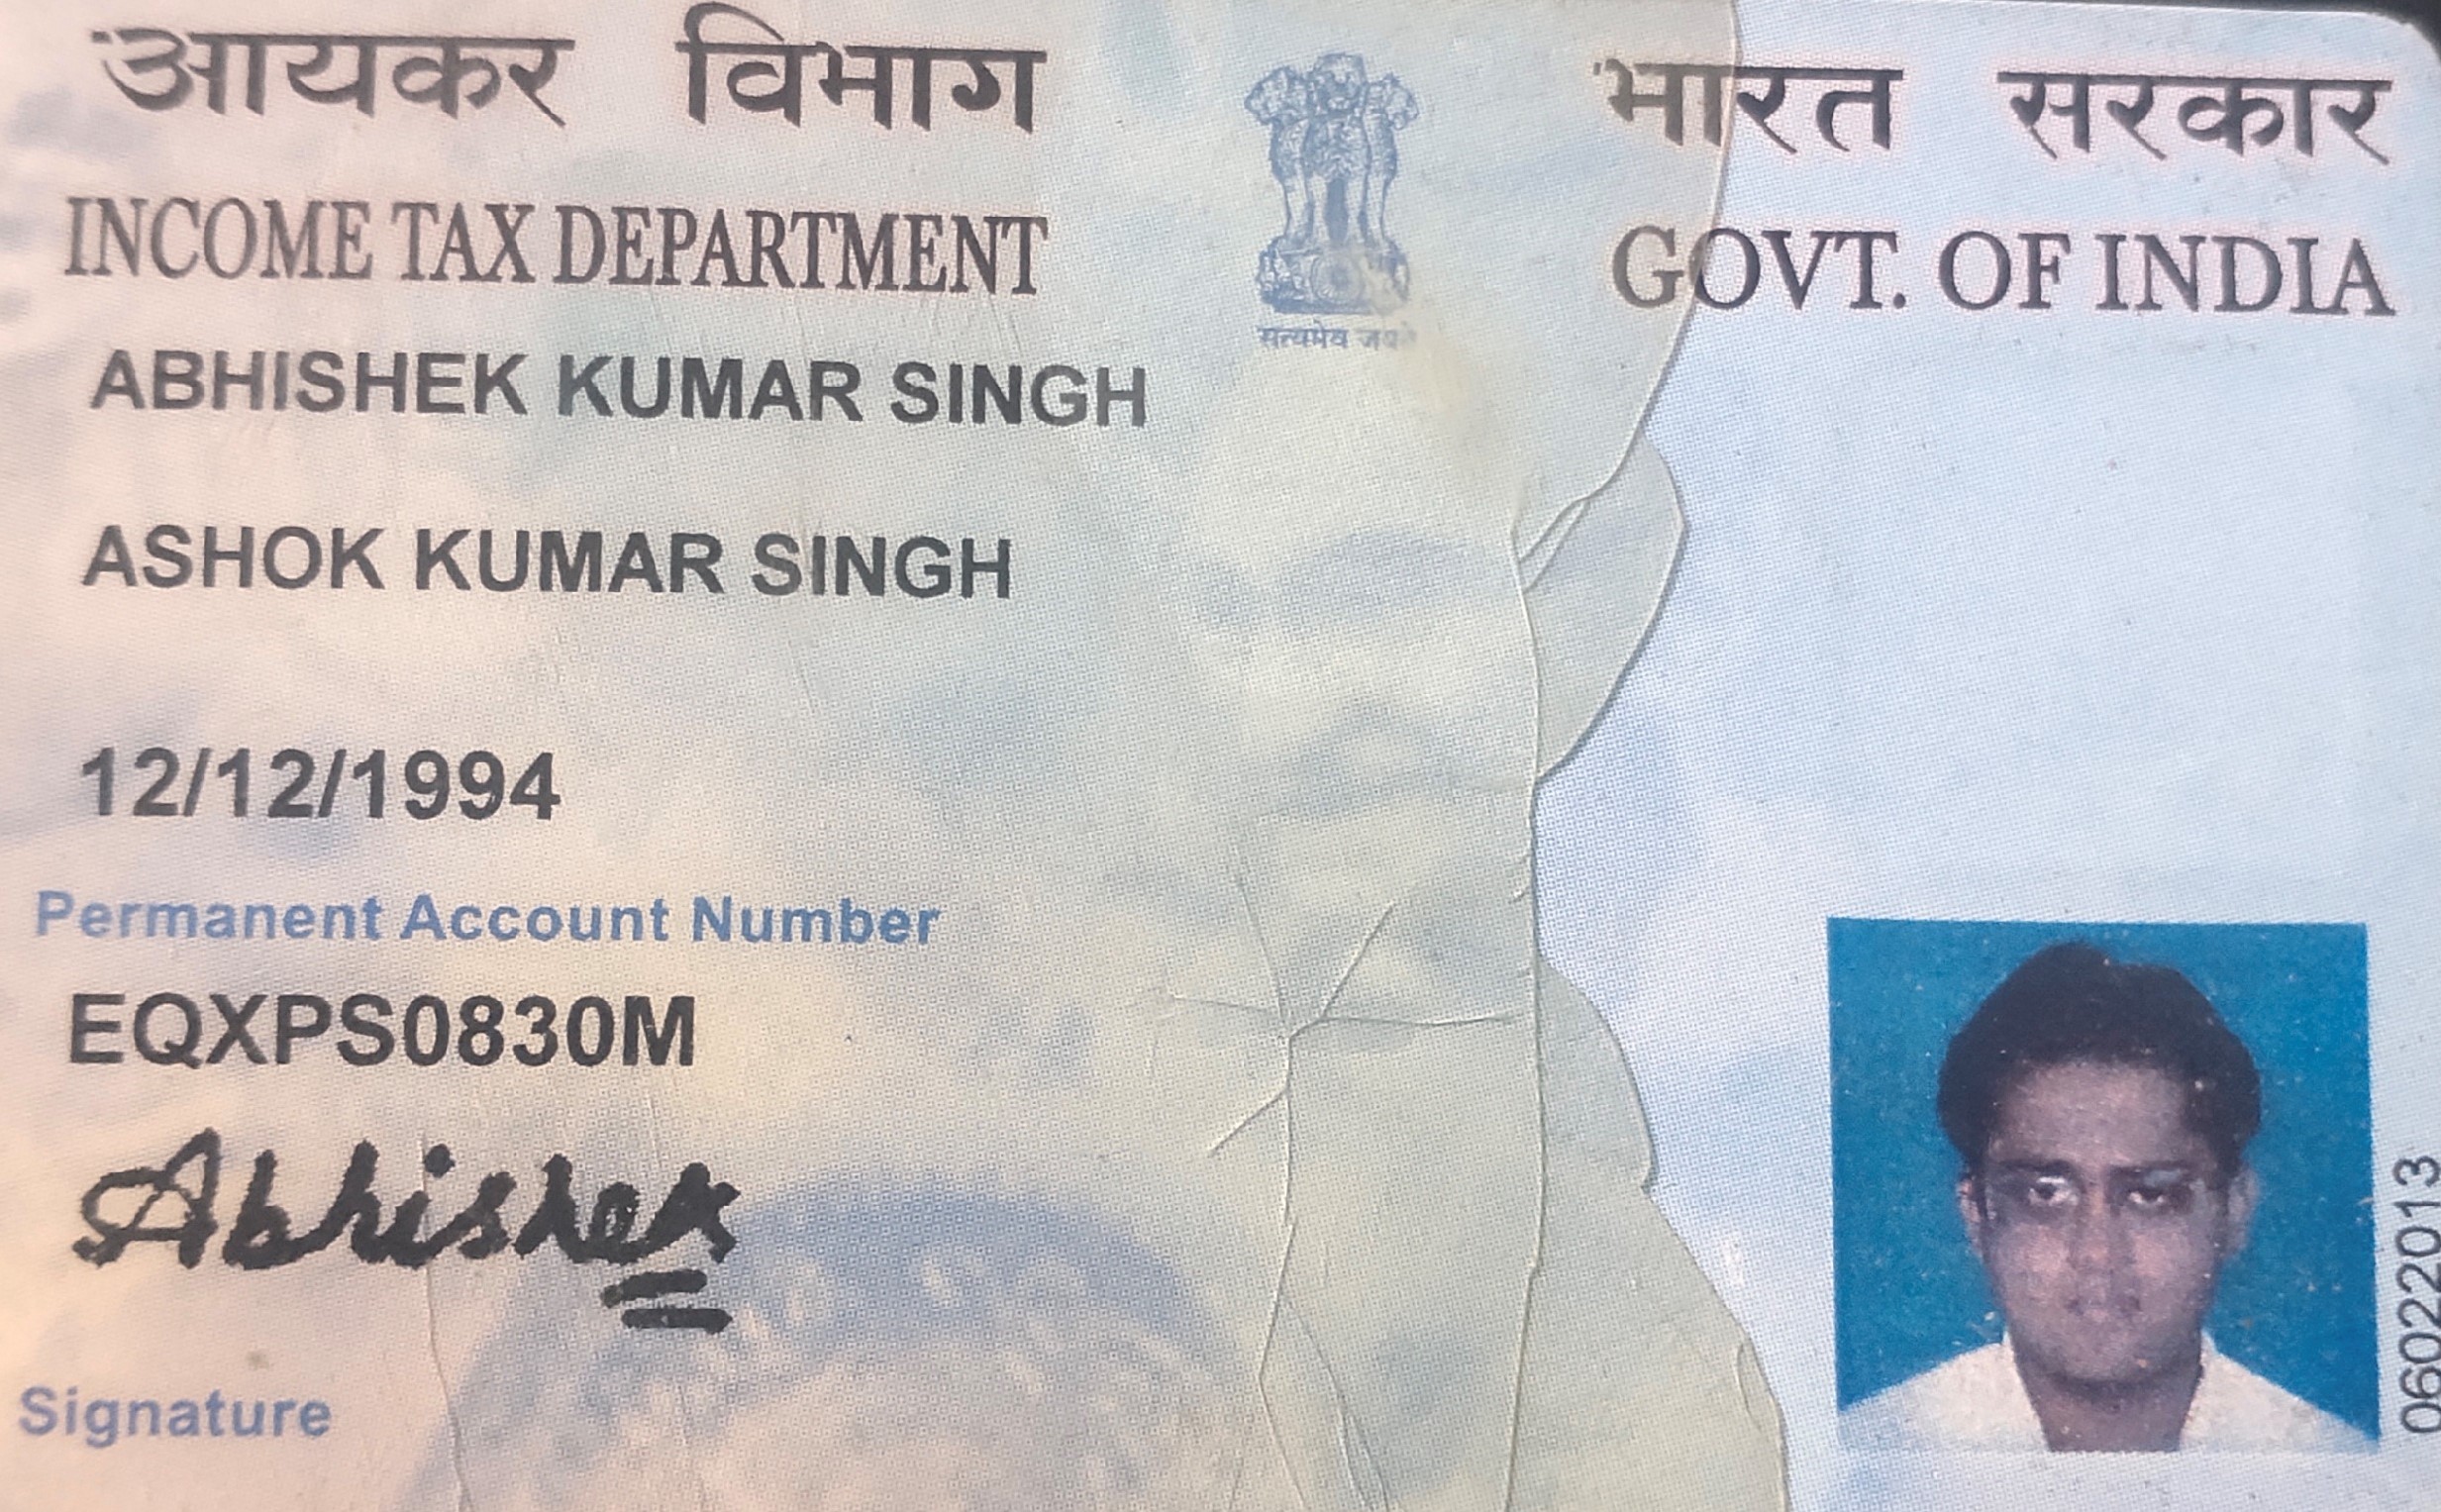 आयकर विभाग
INCOME TAX DEPARTMENT
सत्यमेव जयते
भारत सरकार
GOVT. OF INDIA
ABHISHEK KUMAR SINGH
ASHOK KUMAR SINGH
12/12/1994
Permanent Account Number
EQXPS0830M
Abhishek
Signature
06022013